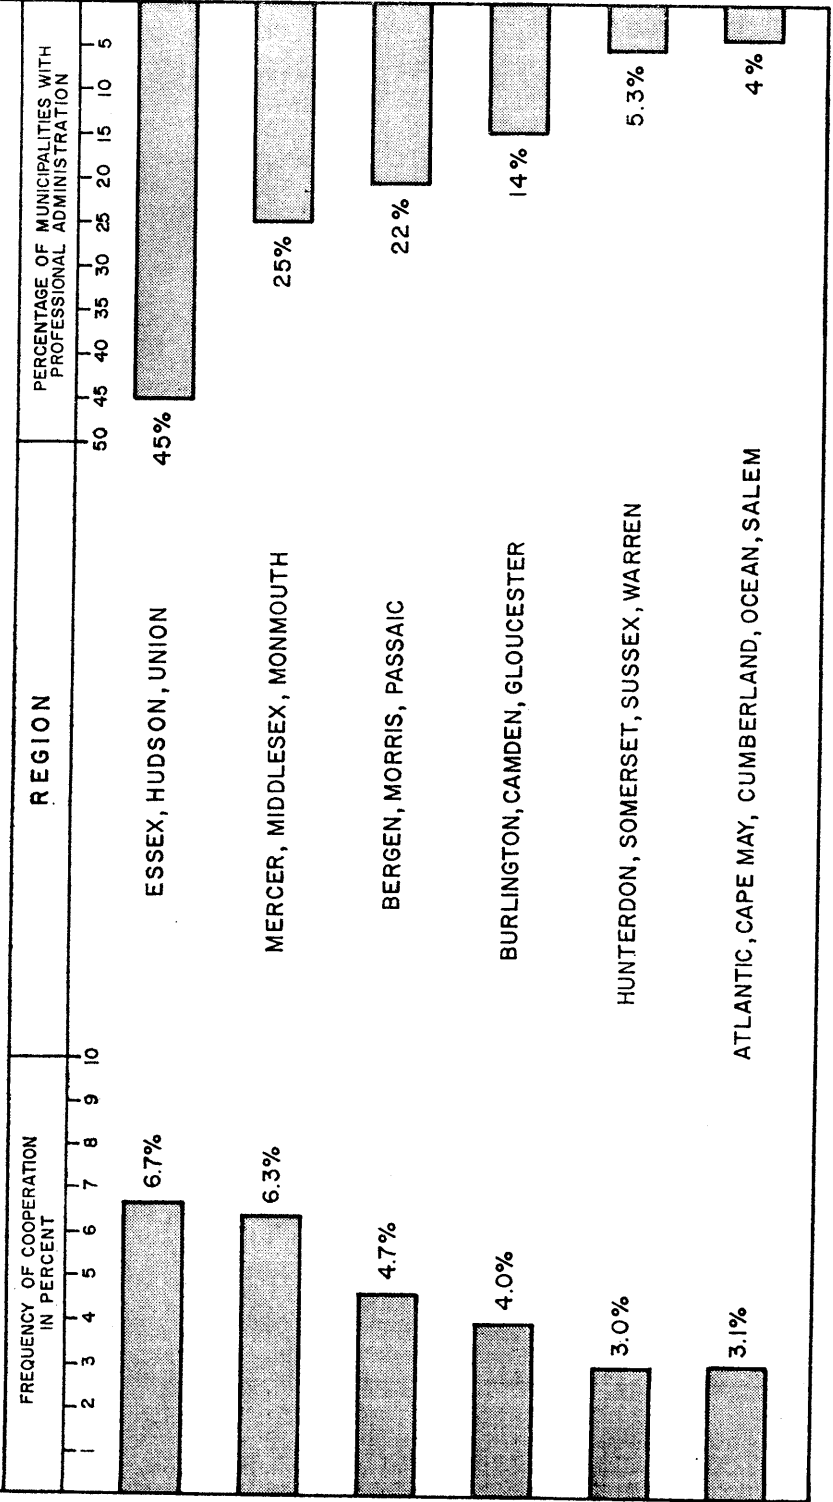 FREQUENCY OF COOPERATION
IN PERCENT
REGION
PERCENTAGE OF MUNICIPALITIES WITH
PROFESSIONAL ADMINISTRATION
1 2 3 4 5 6 7 8 9 10
50 45 40 35 30 25 20 15 10 5
6.7% ESSEX, HUDSON, UNION 45%
6.3% MERCER, MIDDLESEX, MONMOUTH 25%
4.7% BERGEN, MORRIS, PASSAIC 22%
4.0% BURLINGTON, CAMDEN, GLOUCESTER 14%
3.0% HUNTERDON, SOMERSET, SUSSEX, WARREN 5.3%
3.1% ATLANTIC, CAPE MAY, CUMBERLAND, OCEAN, SALEM 4%